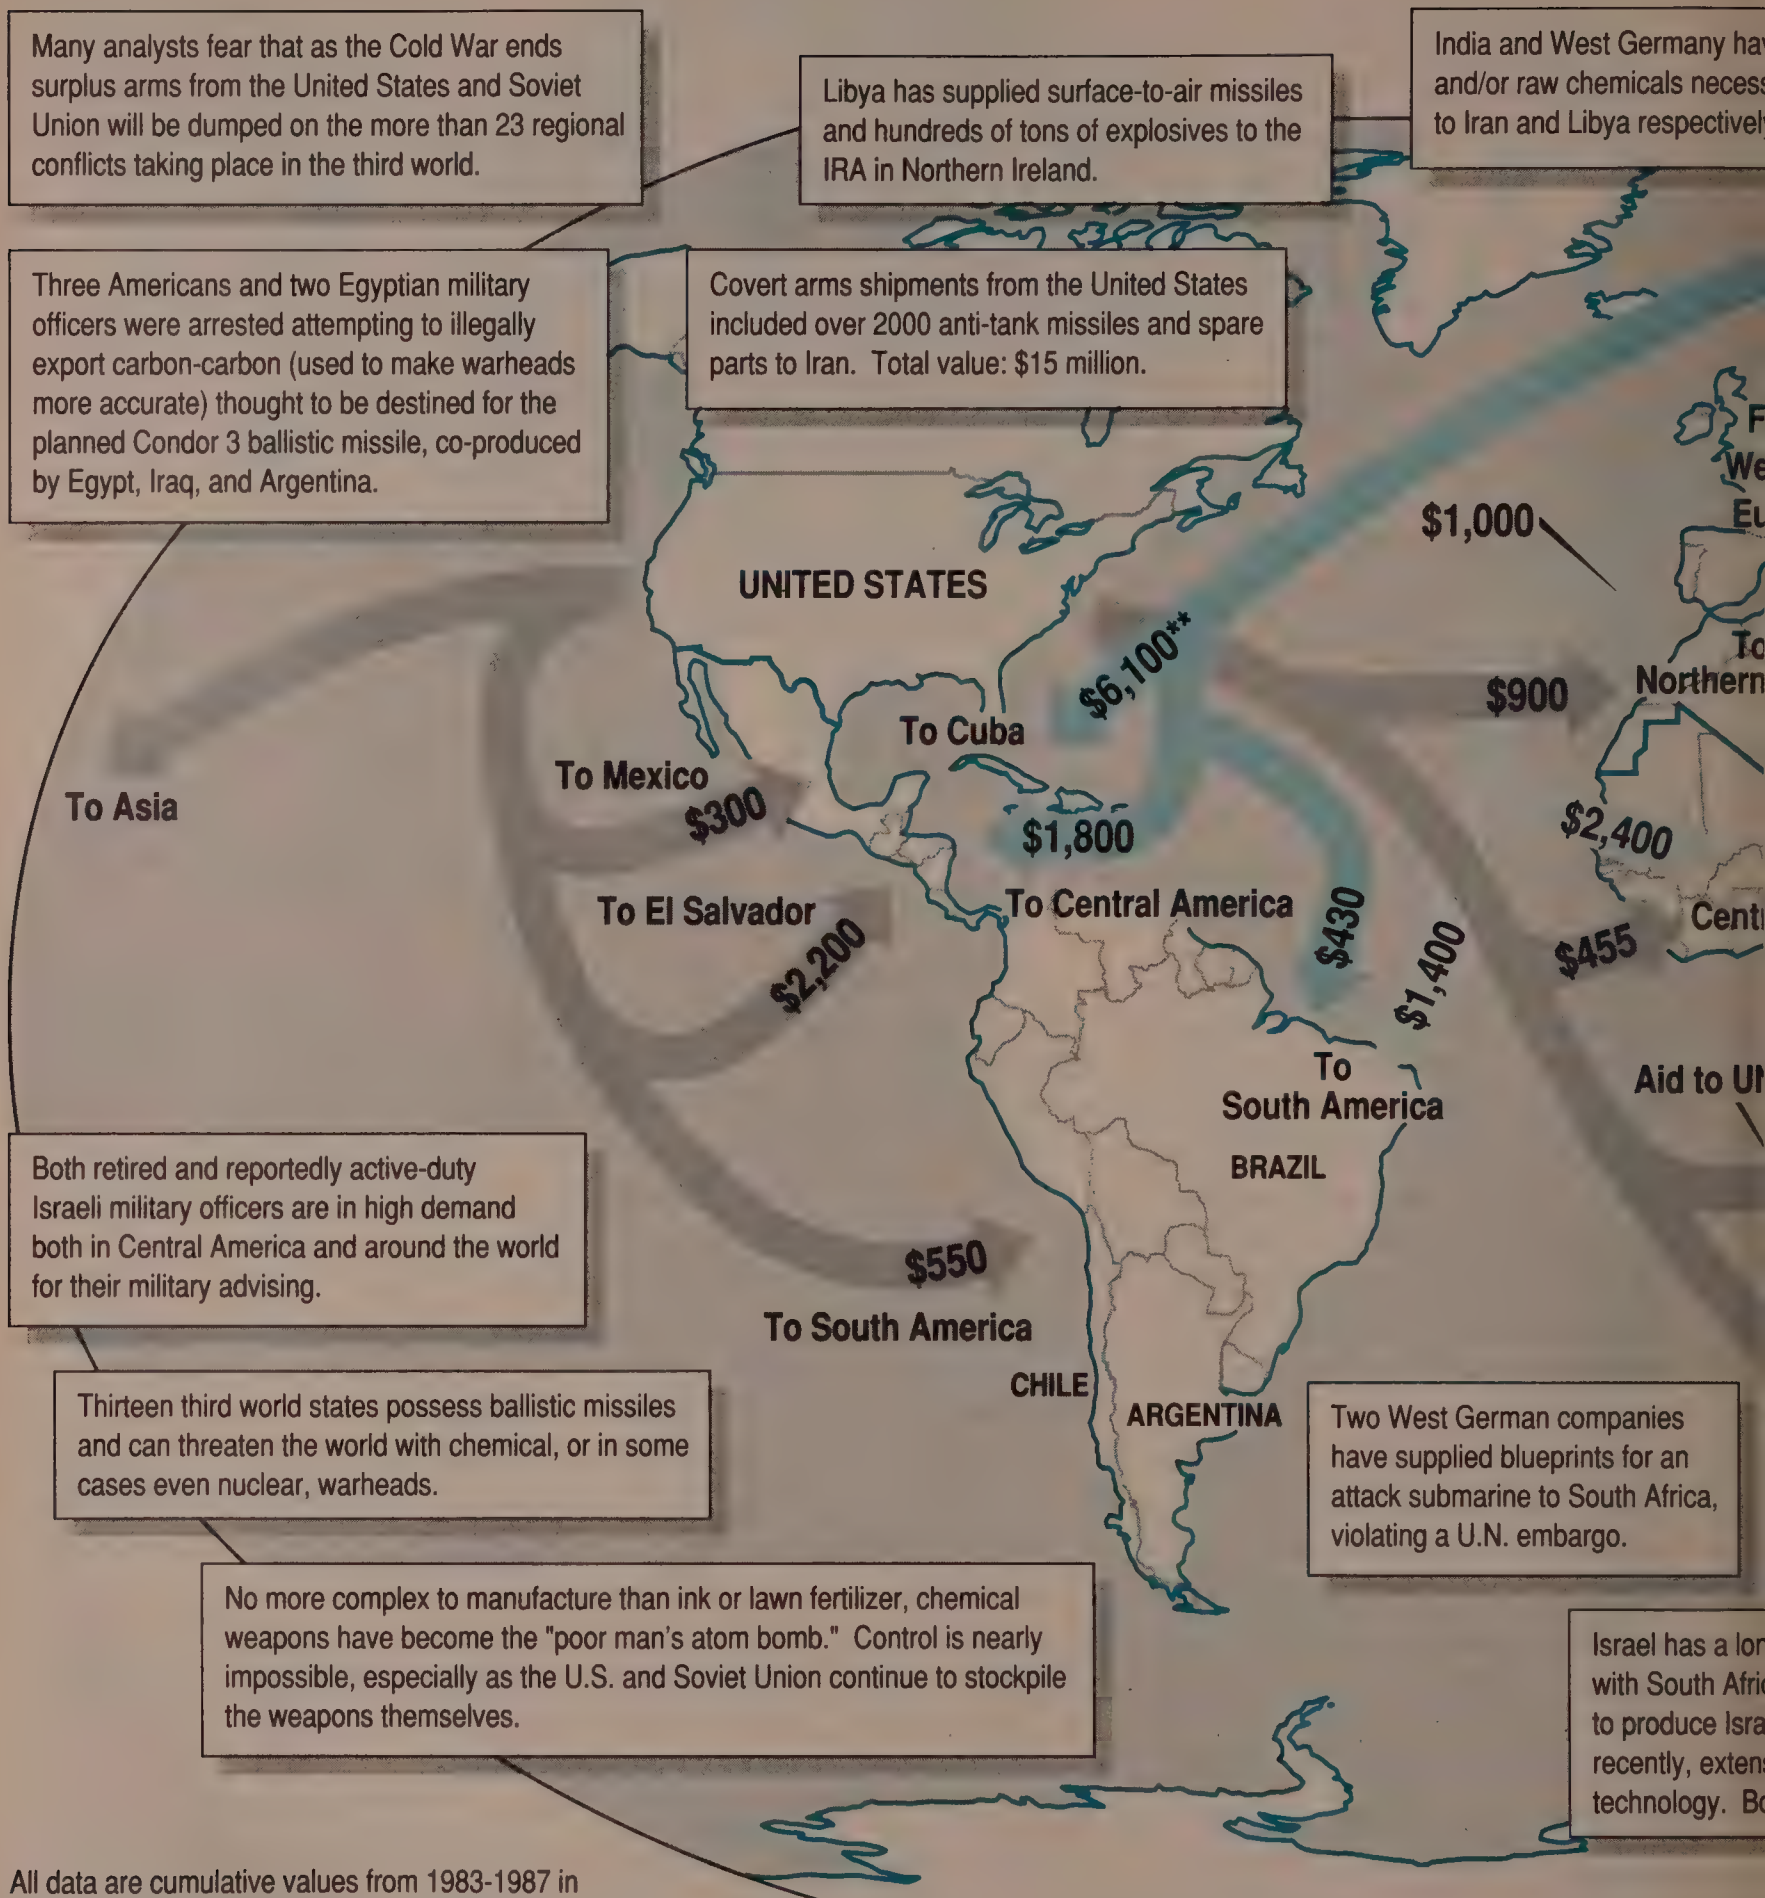 Many analysts fear that as the Cold War ends
surplus arms from the United States and Soviet
Union will be dumped on the more than 23 regional
conflicts taking place in the third world.
Libya has supplied surface-to-air missiles
and hundreds of tons of explosives to the
IRA in Northern Ireland.
India and West Germany
and/or raw chemicals
to Iran and Libya
Three Americans and two Egyptian military
officers were arrested attempting to illegally
export carbon-carbon (used to make warheads
more accurate) thought to be destined for the
planned Condor 3 ballistic missile, co-produced
by Egypt, Iraq, and Argentina.
Covert arms shipments from the United States
included over 2000 anti-tank missiles and spare
parts to Iran. Total value: $15 million.
$1,000
UNITED STATES
$6,100**
$900
To
Northern
To Cuba
To Mexico
$300
To Asia
$1,800
$2,400
To El Salvador
$2,200
To Central America
$430
$1,400
$455
To
South America
BRAZIL
Aid to
Both retired and reportedly active-duty
Israeli military officers are in high demand
both in Central America and around the world
for their military advising.
$550
To South America
CHILE
ARGENTINA
Thirteen third world states possess ballistic missiles
and can threaten the world with chemical, or in some
cases even nuclear, warheads.
Two West German companies
have supplied blueprints for an
attack submarine to South Africa,
violating a U.N. embargo.
No more complex to manufacture than ink or lawn fertilizer, chemical
weapons have become the "poor man's atom bomb." Control is nearly
impossible, especially as the U.S. and Soviet Union continue to stockpile
the weapons themselves.
Israel has a
with South
to produce
recently,
technology.
All data are cumulative values from 1983-1987 in